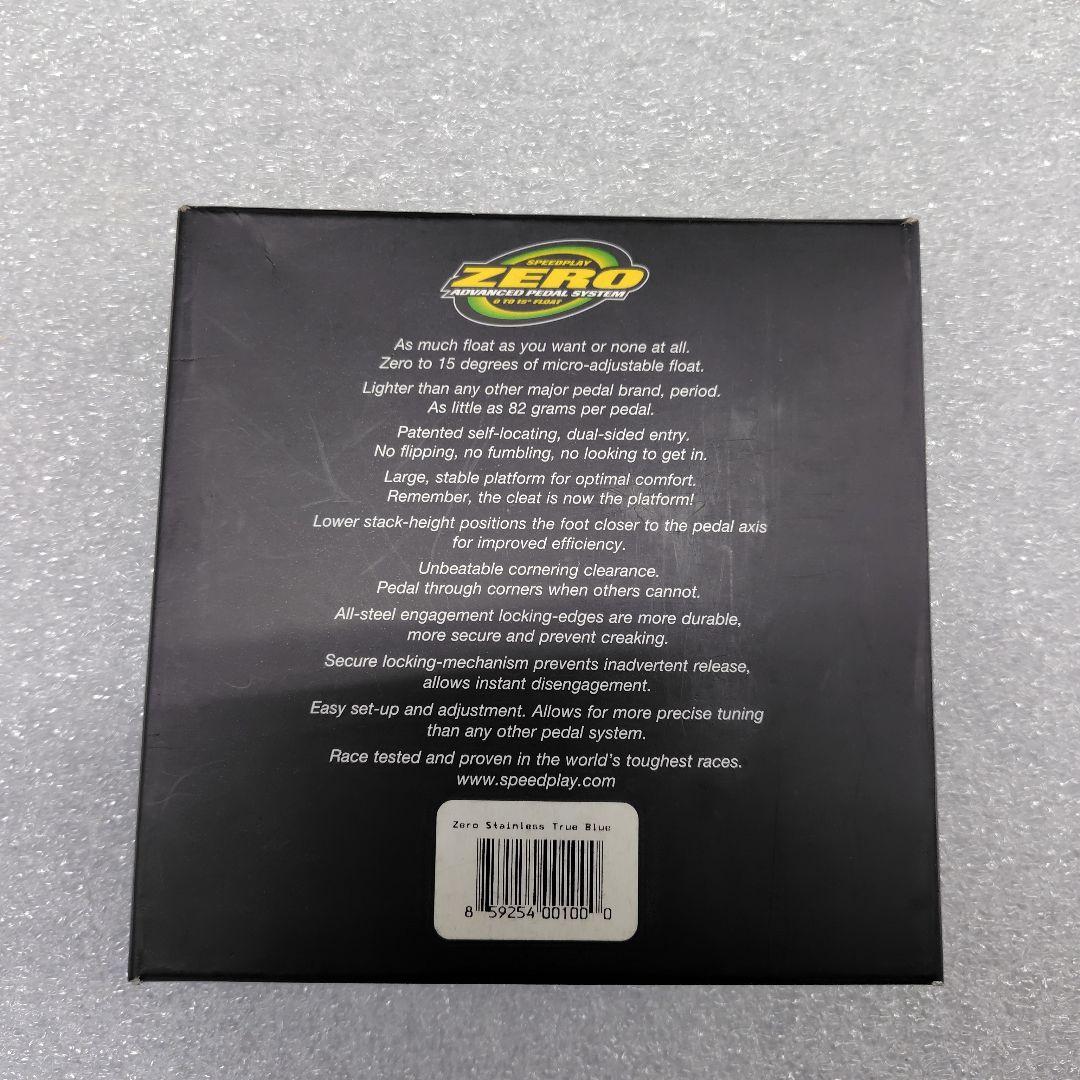 SPEEDPLAY
ZERO
ADVANCED PEDAL SYSTEM
0 TO 15° FLOAT
As much float as you want or none at all.
Zero to 15 degrees of micro-adjustable float.
Lighter than any other major pedal brand, period.
As little as 82 grams per pedal.
Patented self-locating, dual-sided entry.
No flipping, no fumbling, no looking to get in.
Large, stable platform for optimal comfort.
Remember, the cleat is now the platform!
Lower stack-height positions the foot closer to the pedal axis
for improved efficiency.
Unbeatable cornering clearance.
Pedal through corners when others cannot.
All-steel engagement locking-edges are more durable,
more secure and prevent creaking.
Secure locking-mechanism prevents inadvertent release,
allows instant disengagement.
Easy set-up and adjustment. Allows for more precise tuning
than any other pedal system.
Race tested and proven in the world's toughest races.
www.speedplay.com
Zero Stainless True Blue
8 59254 00100 0